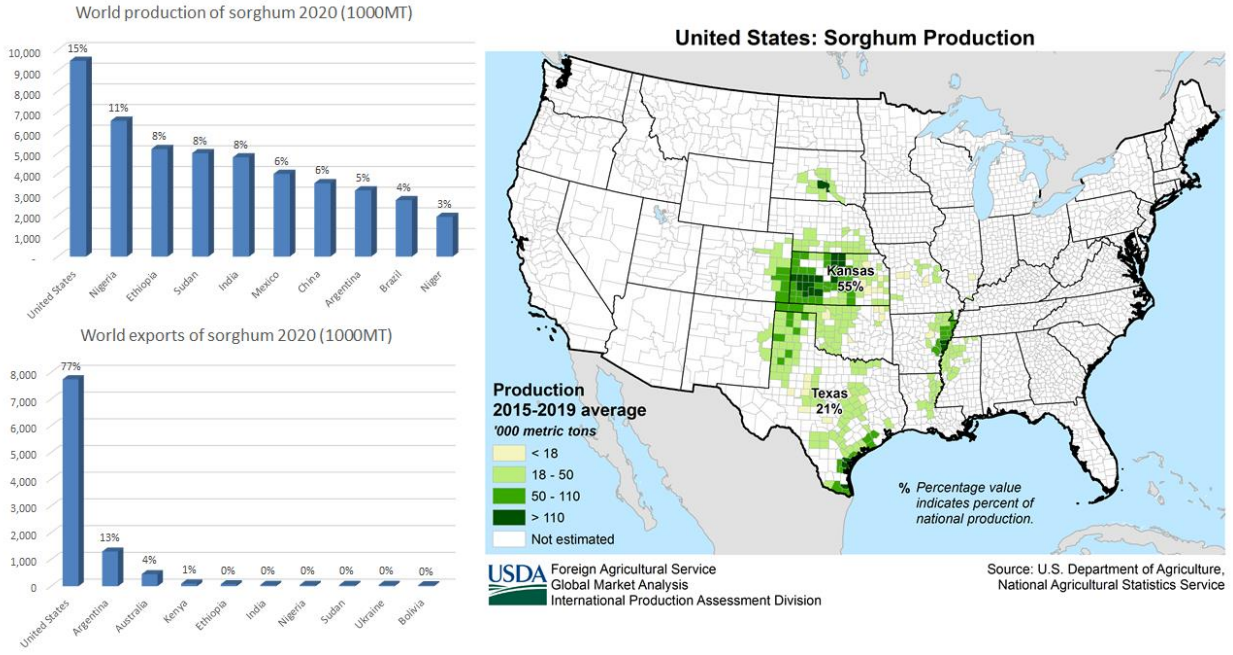 World production of sorghum 2020 (1000MT)
10,000
9,000
8,000
7,000
6,000
5,000
4,000
3,000
2,000
1,000
-
15%
11%
8%
8%
8%
6%
6%
5%
4%
3%
United States
Nigeria
Ethiopia
Sudan
India
Mexico
China
Argentina
Brazil
Niger
World exports of sorghum 2020 (1000MT)
8,000
7,000
6,000
5,000
4,000
3,000
2,000
1,000
0
77%
13%
4%
1%
0%
0%
0%
0%
0%
0%
United States
Argentina
Australia
Kenya
Ethiopia
India
Nigeria
Sudan
Ukraine
Bolivia
United States: Sorghum Production
Kansas
55%
Texas
21%
Production
2015-2019 average
'000 metric tons
< 18
18 - 50
50 - 110
> 110
Not estimated
% Percentage value
indicates percent of
national production.
USDA
Foreign Agricultural Service
Global Market Analysis
International Production Assessment Division
Source: U.S. Department of Agriculture,
National Agricultural Statistics Service